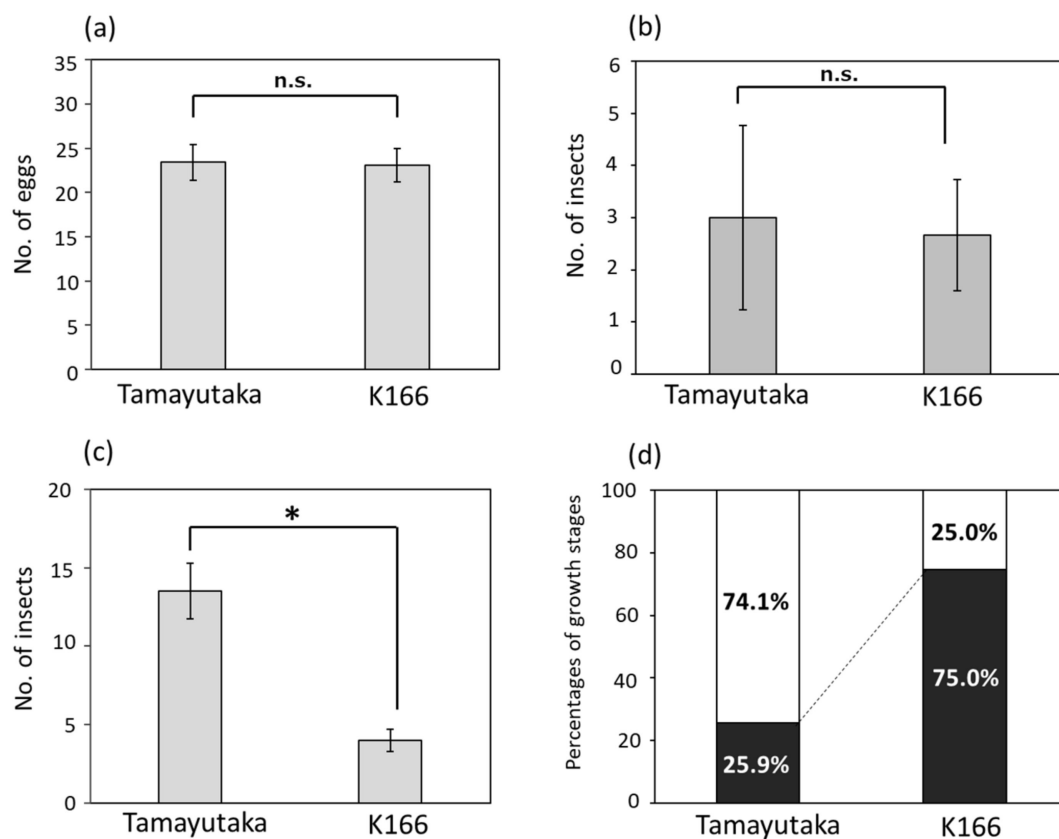 (a)
No. of eggs
35
30
25
20
15
10
5
0
n.s.
Tamayutaka K166
(b)
No. of insects
6
5
4
3
2
1
0
n.s.
Tamayutaka K166
(c)
No. of insects
20
15
10
5
0
*
Tamayutaka K166
(d)
Percentages of growth stages
100
80
60
40
20
0
74.1%
25.9%
25.0%
75.0%
Tamayutaka K166